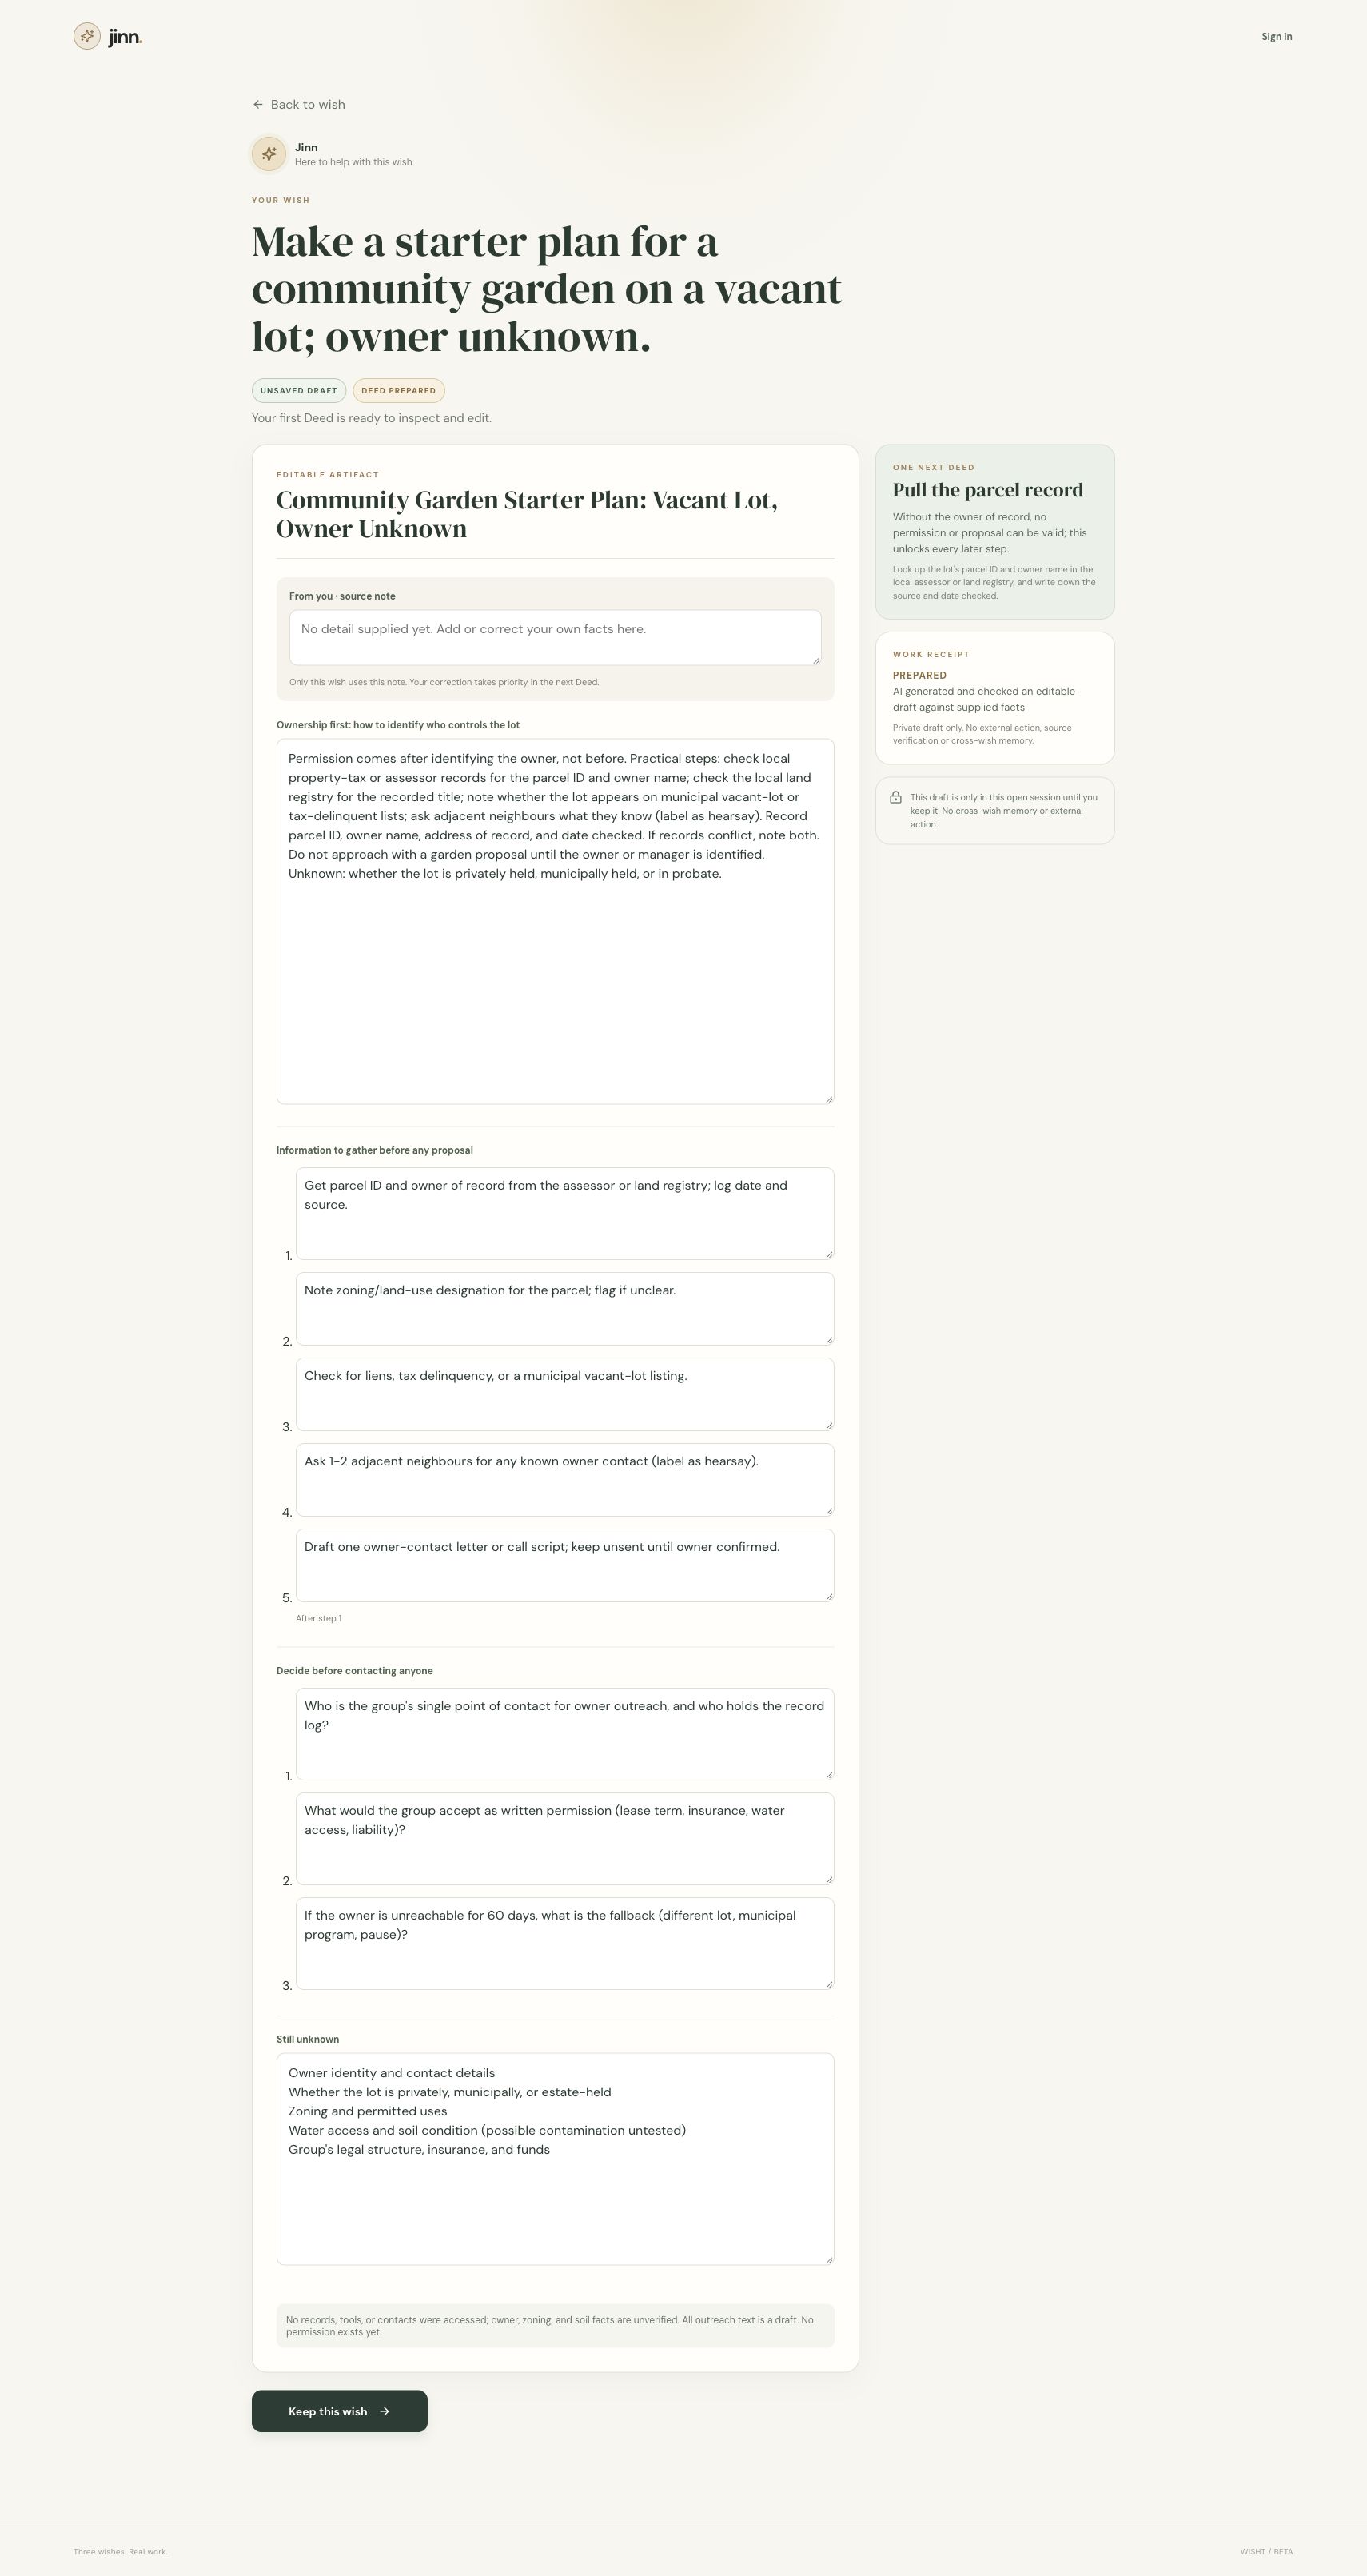 jinn.
Sign in
Back to wish
Jinn
Here to help with this wish
YOUR WISH
Make a starter plan for a
community garden on a vacant
lot; owner unknown.
UNSAVED DRAFT
DEED PREPARED
Your first Deed is ready to inspect and edit.
EDITABLE ARTIFACT
Community Garden Starter Plan: Vacant Lot,
Owner Unknown
From you · source note
No detail supplied yet. Add or correct your own facts here.
Only this wish uses this note. Your correction takes priority in the next Deed.
Ownership first: how to identify who controls the lot
Permission comes after identifying the owner, not before. Practical steps: check local
property-tax or assessor records for the parcel ID and owner name; check the local land
registry for the recorded title; note whether the lot appears on municipal vacant-lot or
tax-delinquent lists; ask adjacent neighbours what they know (label as hearsay). Record
parcel ID, owner name, address of record, and date checked. If records conflict, note both.
Do not approach with a garden proposal until the owner or manager is identified.
Unknown: whether the lot is privately held, municipally held, or in probate.
Information to gather before any proposal
1. Get parcel ID and owner of record from the assessor or land registry; log date and
source.
2. Note zoning/land-use designation for the parcel; flag if unclear.
3. Check for liens, tax delinquency, or a municipal vacant-lot listing.
4. Ask 1-2 adjacent neighbours for any known owner contact (label as hearsay).
5. Draft one owner-contact letter or call script; keep unsent until owner confirmed.
After step 1
Decide before contacting anyone
1. Who is the group's single point of contact for owner outreach, and who holds the record
log?
2. What would the group accept as written permission (lease term, insurance, water
access, liability)?
3. If the owner is unreachable for 60 days, what is the fallback (different lot, municipal
program, pause)?
Still unknown
Owner identity and contact details
Whether the lot is privately, municipally, or estate-held
Zoning and permitted uses
Water access and soil condition (possible contamination untested)
Group's legal structure, insurance, and funds
No records, tools, or contacts were accessed; owner, zoning, and soil facts are unverified. All outreach text is a draft. No
permission exists yet.
ONE NEXT DEED
Pull the parcel record
Without the owner of record, no
permission or proposal can be valid; this
unlocks every later step.
Look up the lot's parcel ID and owner name in the
local assessor or land registry, and write down the
source and date checked.
WORK RECEIPT
PREPARED
AI generated and checked an editable
draft against supplied facts
Private draft only. No external action, source
verification or cross-wish memory.
This draft is only in this open session until you
keep it. No cross-wish memory or external
action.
Keep this wish
Three wishes. Real work.
WISHT / BETA